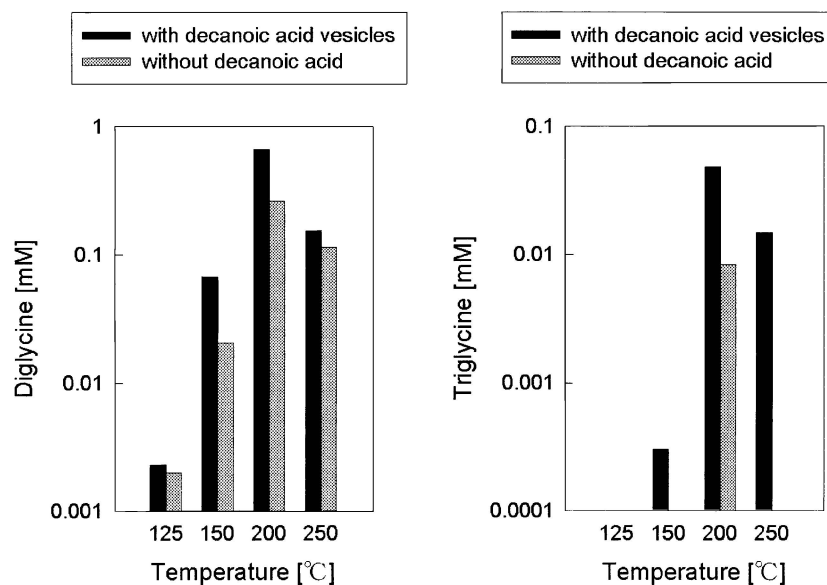 with decanoic acid vesicles
without decanoic acid
Diglycine [mM]
1
0.1
0.01
0.001
125 150 200 250
Temperature [℃]
with decanoic acid vesicles
without decanoic acid
Triglycine [mM]
0.1
0.01
0.001
0.0001
125 150 200 250
Temperature [℃]